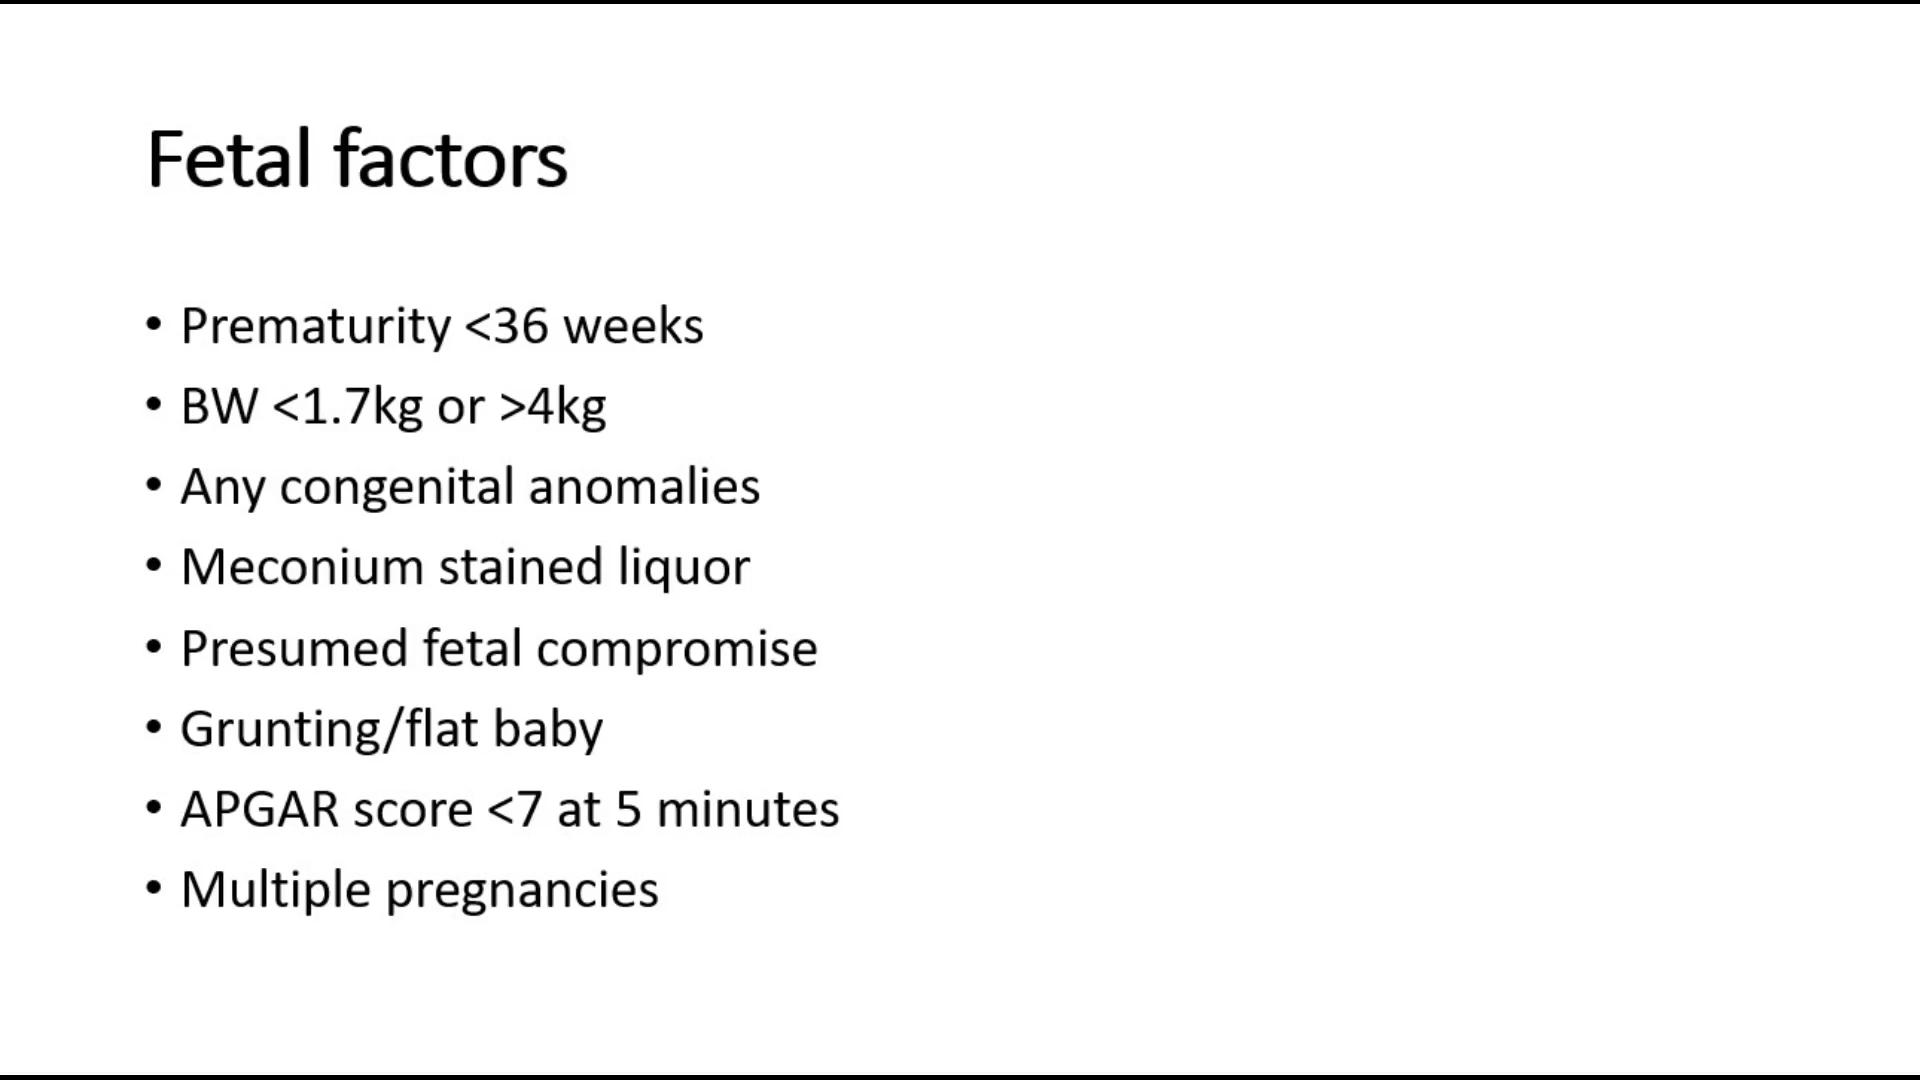 Fetal factors
• Prematurity <36 weeks
• BW <1.7kg or >4kg
• Any congenital anomalies
• Meconium stained liquor
• Presumed fetal compromise
• Grunting/flat baby
• APGAR score <7 at 5 minutes
• Multiple pregnancies